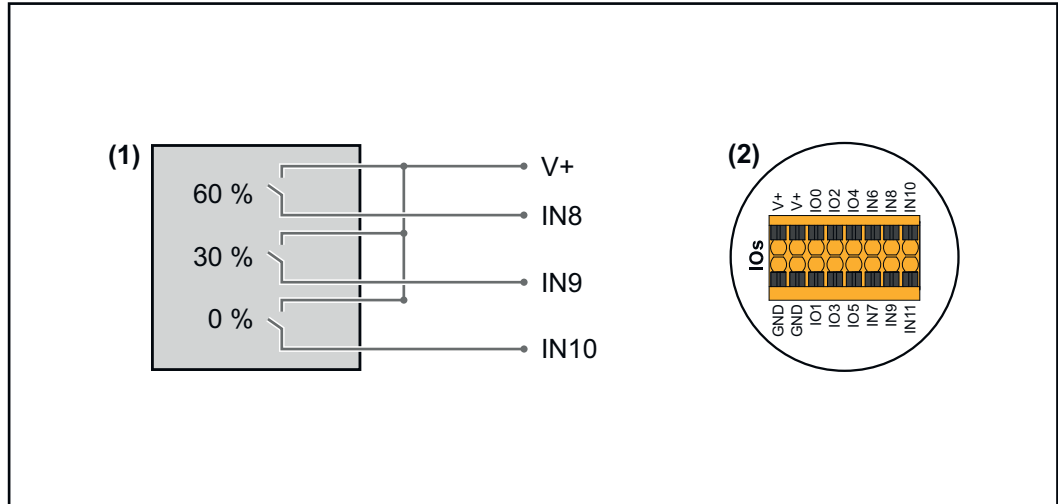 (1)
60 %
30 %
0 %
V+
IN8
IN9
IN10
(2)
IOs
V+ V+ IO0 IO2 IO4 IN6 IN8 IN10
GND GND IO1 IO3 IO5 IN7 IN9 IN11